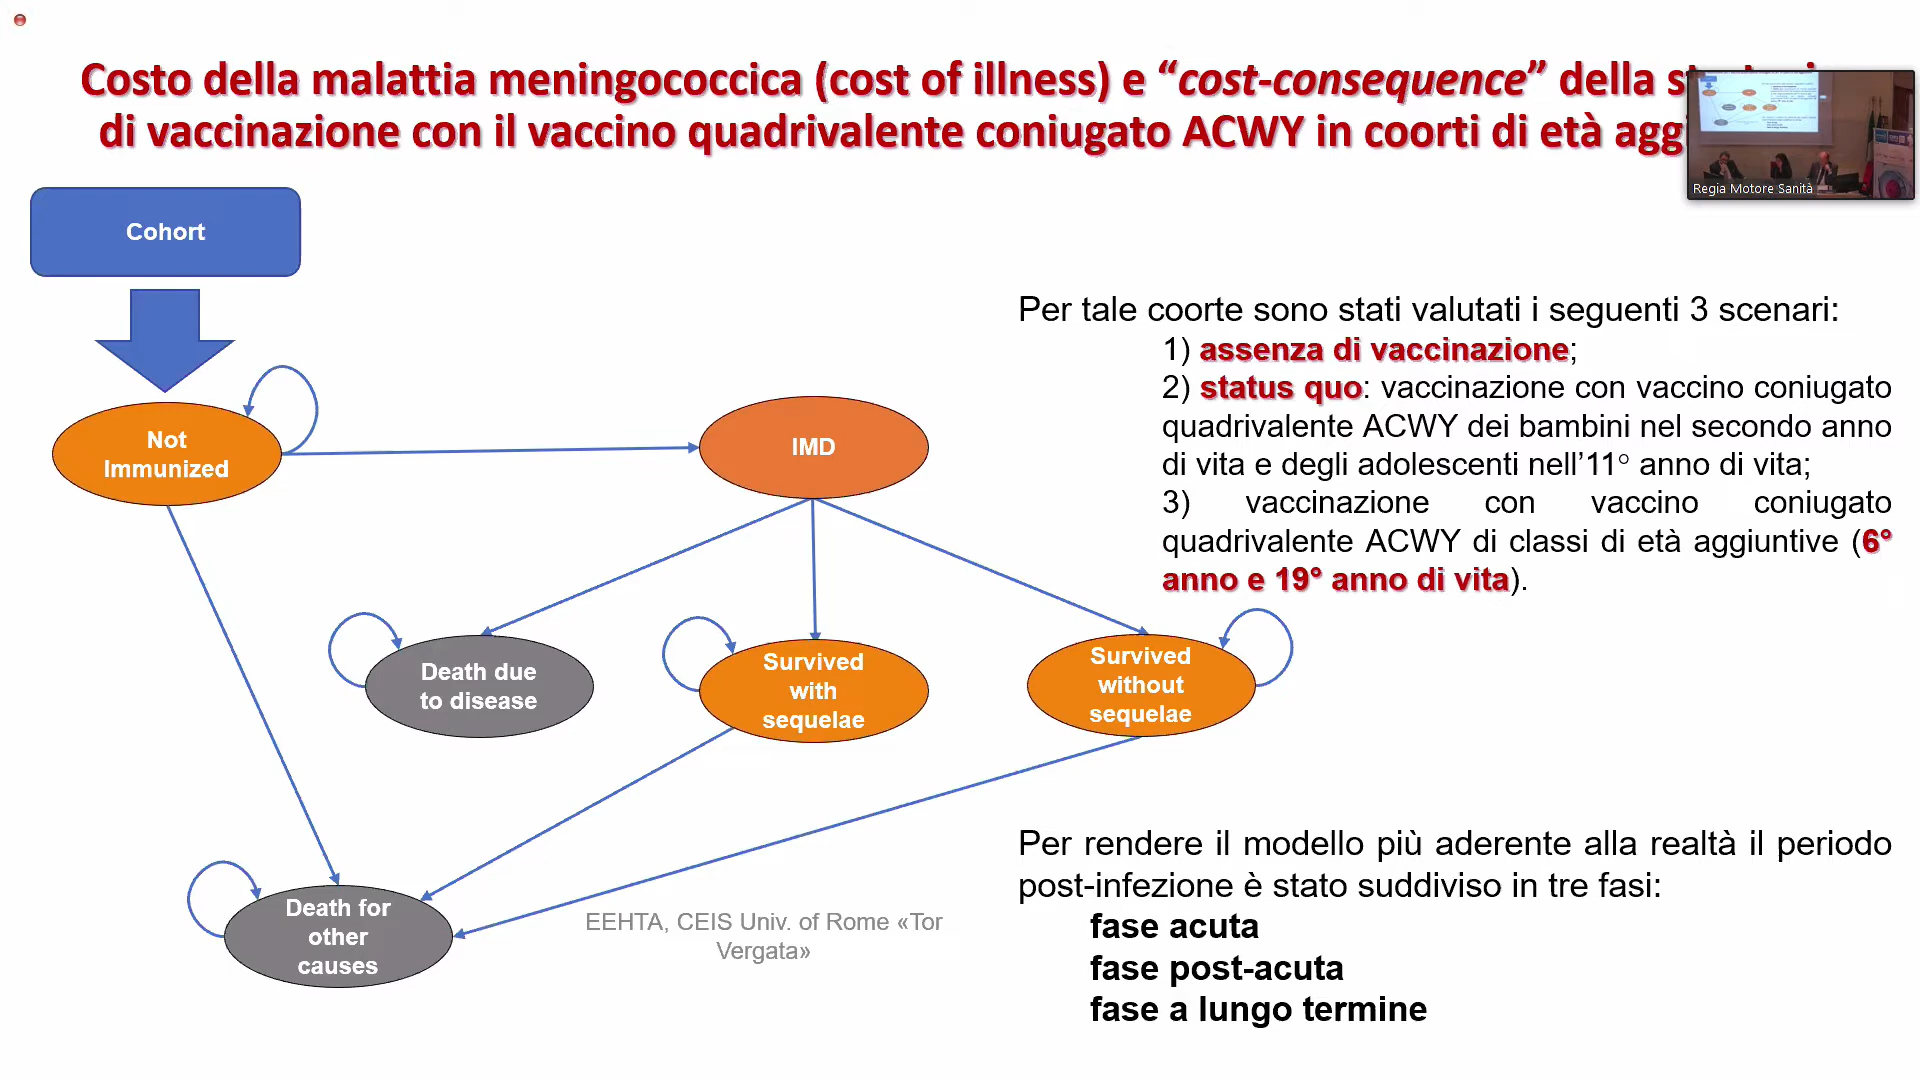 Costo della malattia meningococcica (cost of illness) e “cost-consequence” della
di vaccinazione con il vaccino quadrivalente coniugato ACWY in coorti di età
Regia Motore Sanità
Cohort
Per tale coorte sono stati valutati i seguenti 3 scenari:
1) assenza di vaccinazione;
2) status quo: vaccinazione con vaccino coniugato
quadrivalente ACWY dei bambini nel secondo anno
di vita e degli adolescenti nell’11° anno di vita;
3) vaccinazione con vaccino coniugato
quadrivalente ACWY di classi di età aggiuntive (6°
anno e 19° anno di vita).
Not
Immunized
IMD
Death due
to disease
Survived
with
sequelae
Survived
without
sequelae
Death for
other
causes
EEHTA, CEIS Univ. of Rome «Tor
Vergata»
Per rendere il modello più aderente alla realtà il periodo
post-infezione è stato suddiviso in tre fasi:
fase acuta
fase post-acuta
fase a lungo termine